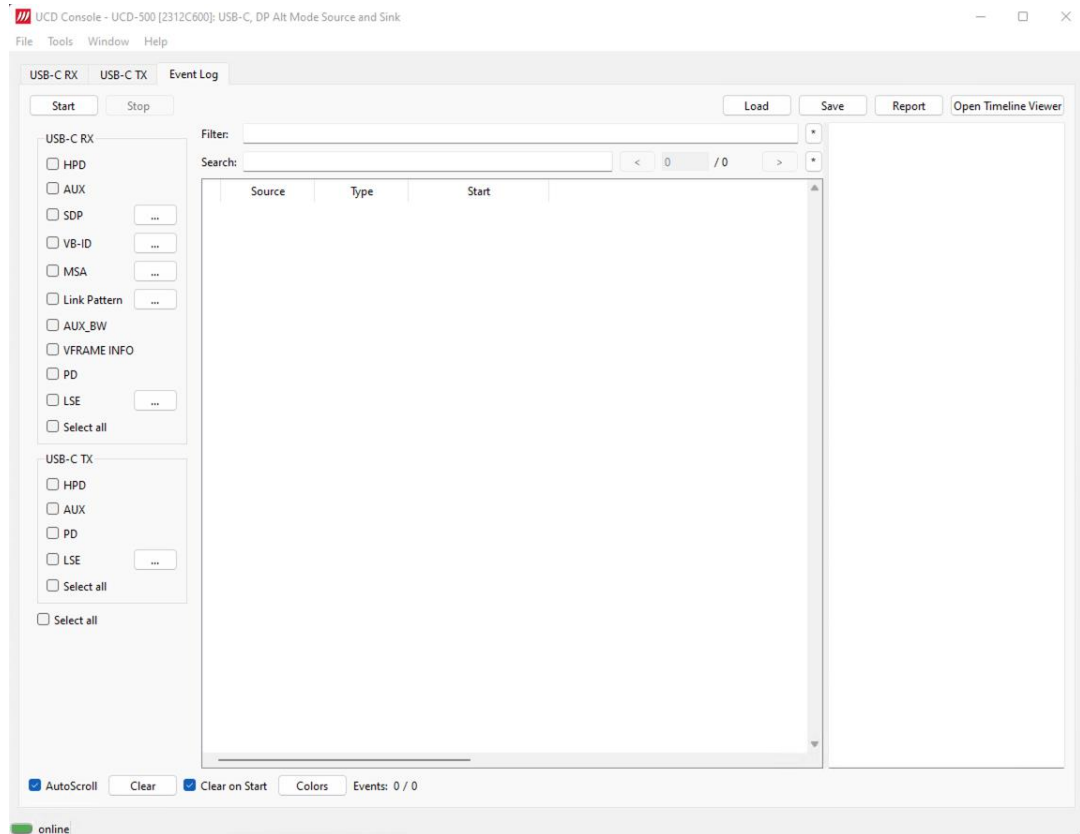 UCD Console - UCD-500 [2312C600]: USB-C, DP Alt Mode Source and Sink
File Tools Window Help
USB-C RX USB-C TX Event Log
Start Stop Load Save Report Open Timeline Viewer
USB-C RX
HPD
AUX
SDP ...
VB-ID ...
MSA ...
Link Pattern ...
AUX_BW
VFRAME INFO
PD
LSE ...
Select all
USB-C TX
HPD
AUX
PD
LSE ...
Select all
Select all
Filter: *
Search: < 0 / 0 > *
Source Type Start
AutoScroll Clear Clear on Start Colors Events: 0 / 0
online